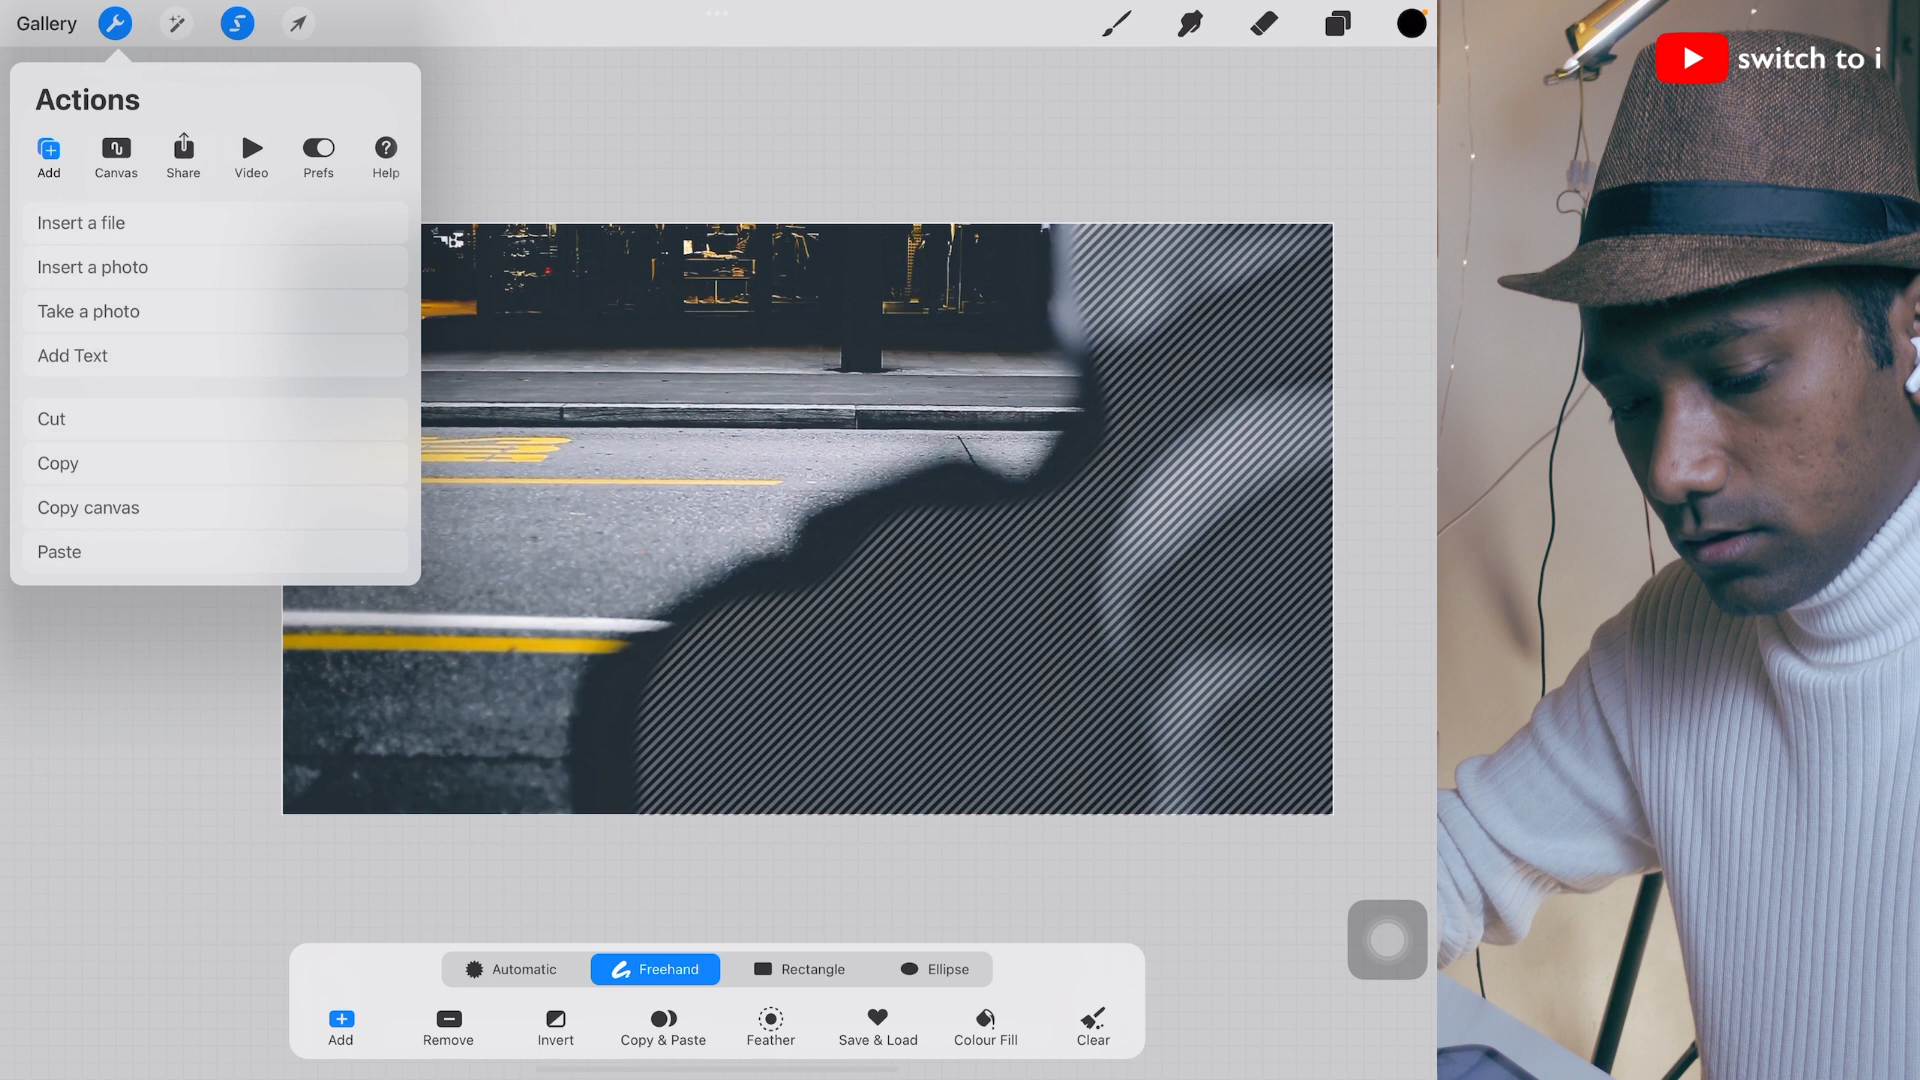 Gallery
switch to i
Actions
Add
Canvas
Share
Video
Prefs
Help
Insert a file
Insert a photo
Take a photo
Add Text
Cut
Copy
Copy canvas
Paste
Automatic
Freehand
Rectangle
Ellipse
Add
Remove
Invert
Copy & Paste
Feather
Save & Load
Colour Fill
Clear